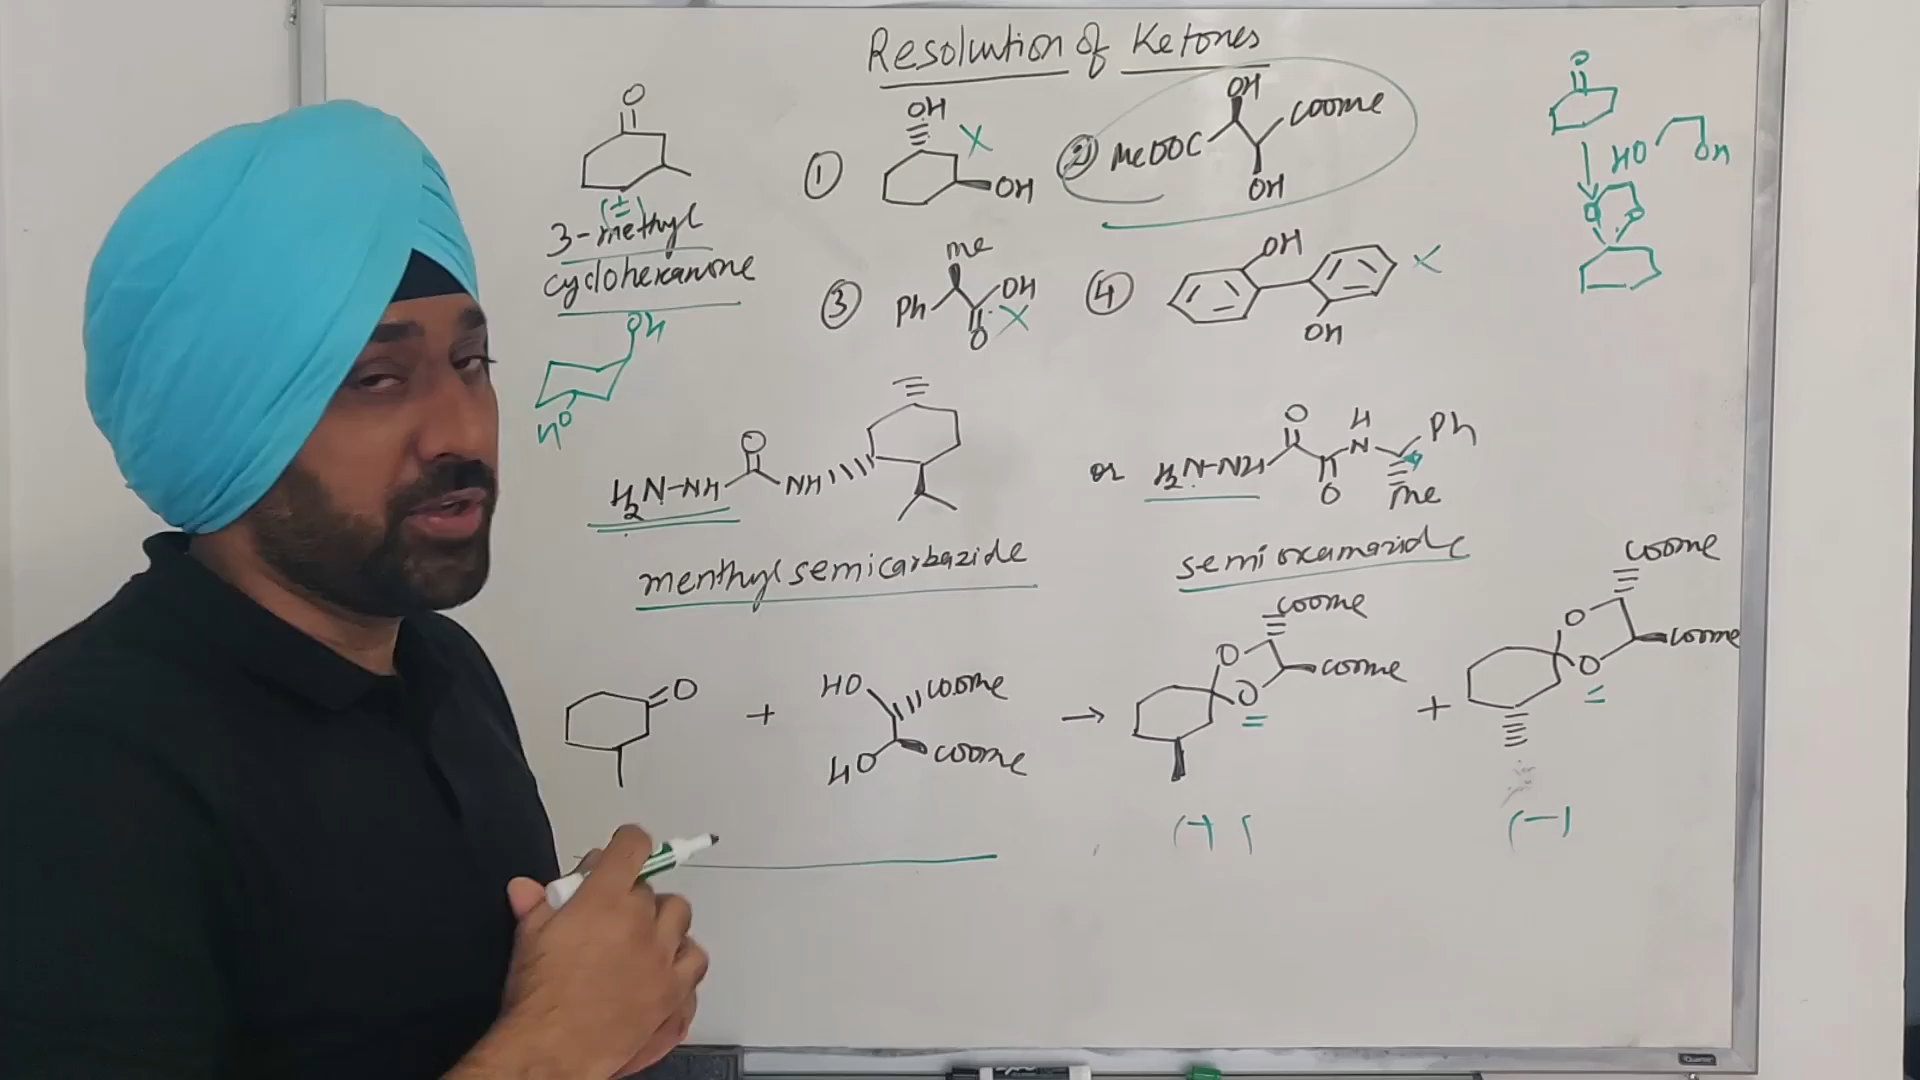 Resolution of Ketones
O
(±)
3-methyl
cyclohexanone
① OH X
OH
② MeOOC OH COOMe
OH
O
HO OH
O O
③ Ph Me OH
O X
④ OH X
OH
OH
HO
H₂N-NH O NH
menthylsemicarbazide
or H₂N-NH O O H N Ph
Me
semioxamazide
O + HO COOMe
HO COOMe
→ O O COOMe
COOMe
+ O O COOMe
COOMe
(-)
Quartet